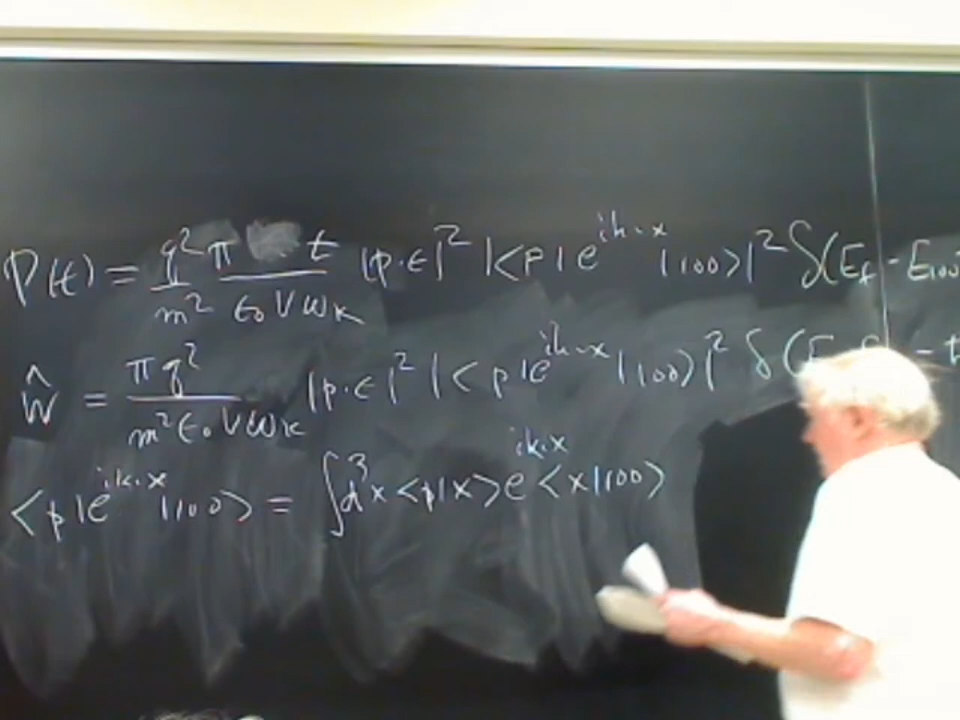 P(t) = q² π t / m² ε₀ V ω_k |p·ε|² |<p|e^{ik·x}|100>|² δ(E_f - E_100
ŵ = π q² / m² ε₀ V ω_k |p·ε|² |<p|e^{ik·x}|100>|² δ( -
<p|e^{ik·x}|100> = ∫d³x <p|x> e^{ik·x} <x|100>